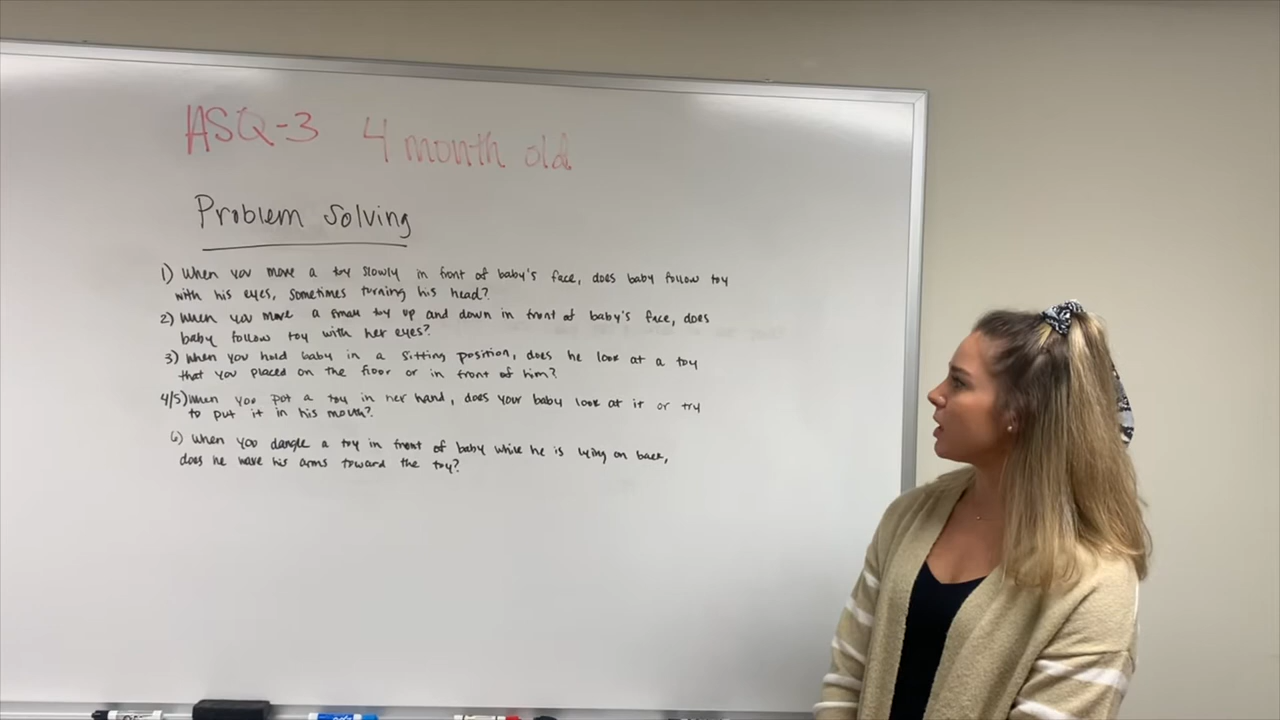 ASQ-3 4 month old
Problem Solving
1) When you move a toy slowly in front of baby's face, does baby follow toy
with his eyes, sometimes turning his head?
2) When you move a small toy up and down in front of baby's face, does
baby follow toy with her eyes?
3) When you hold baby in a sitting position, does he look at a toy
that you placed on the floor or in front of him?
4/5) When you put a toy in her hand, does your baby look at it or try
to put it in his mouth?
6) When you dangle a toy in front of baby while he is lying on back,
does he wave his arms toward the toy?